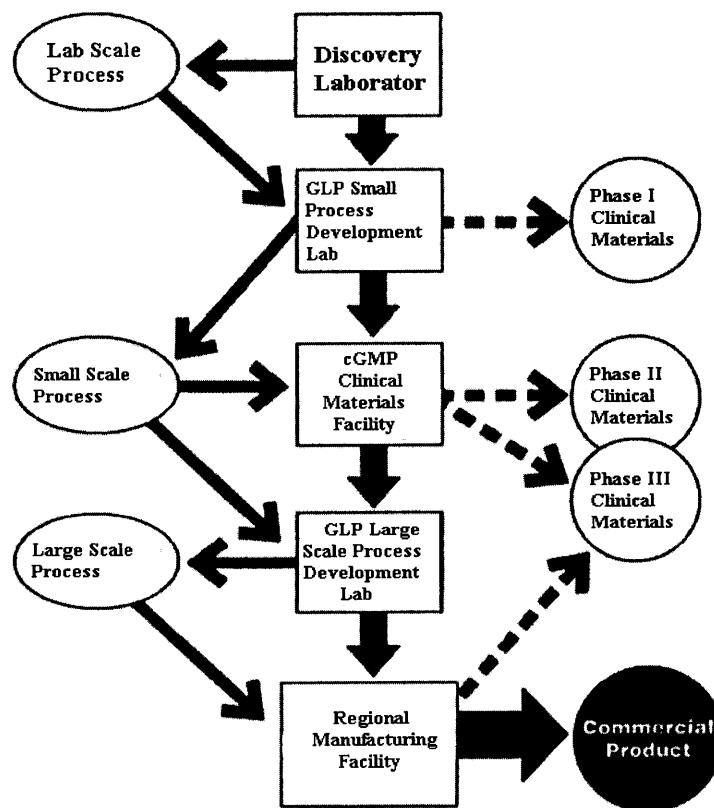 Lab Scale
Process
Discovery
Laborator
GLP Small
Process
Development
Lab
Phase I
Clinical
Materials
Small Scale
Process
cGMP
Clinical
Materials
Facility
Phase II
Clinical
Materials
Phase III
Clinical
Materials
Large Scale
Process
GLP Large
Scale Process
Development
Lab
Regional
Manufacturing
Facility
Commercial
Product